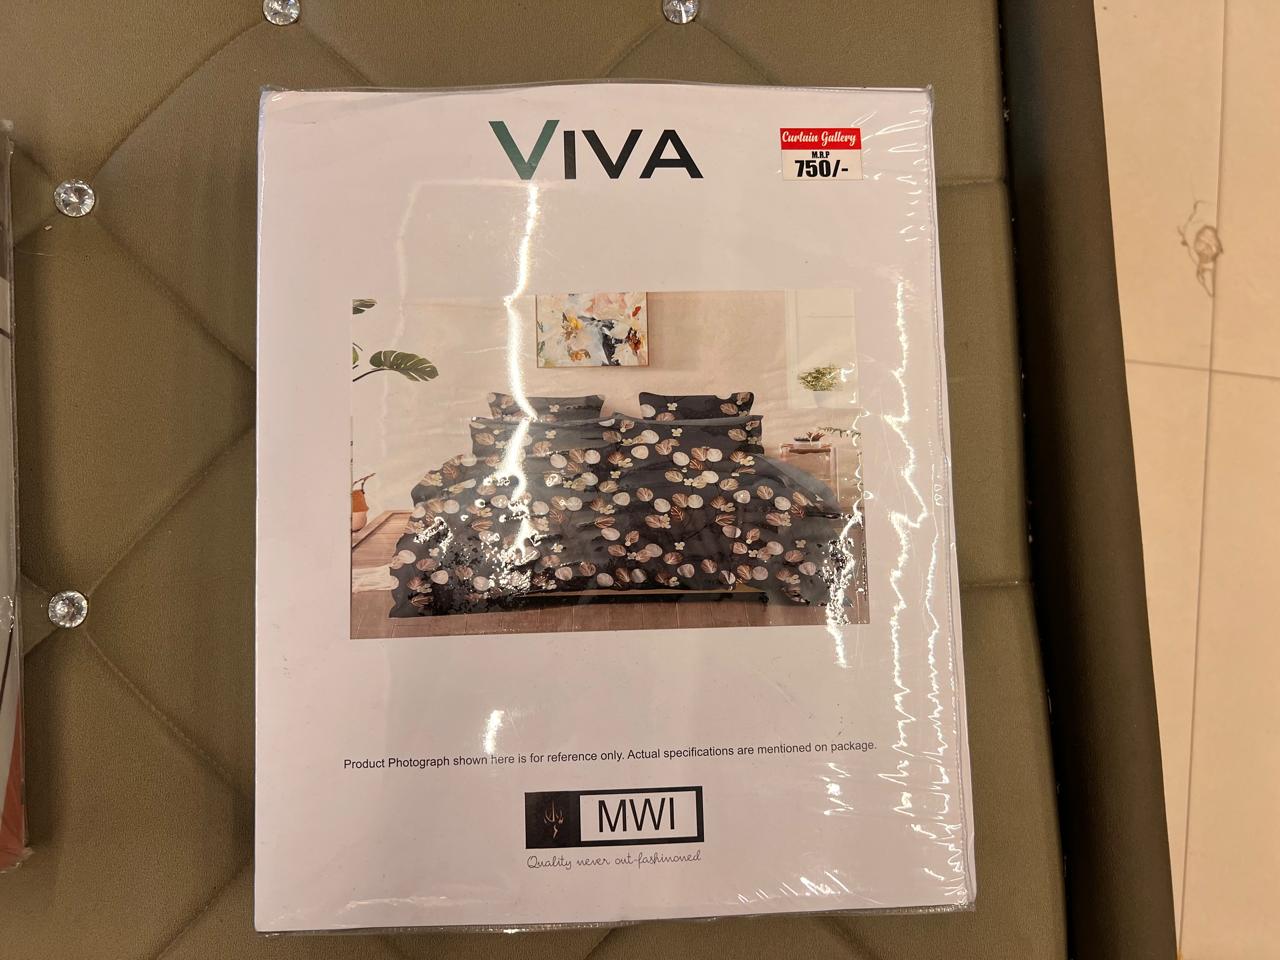 VIVA
Curtain Gallery
M.R.P
750/-
Product Photograph shown here is for reference only. Actual specifications are mentioned on package.
MWI
Quality never out-fashinoned